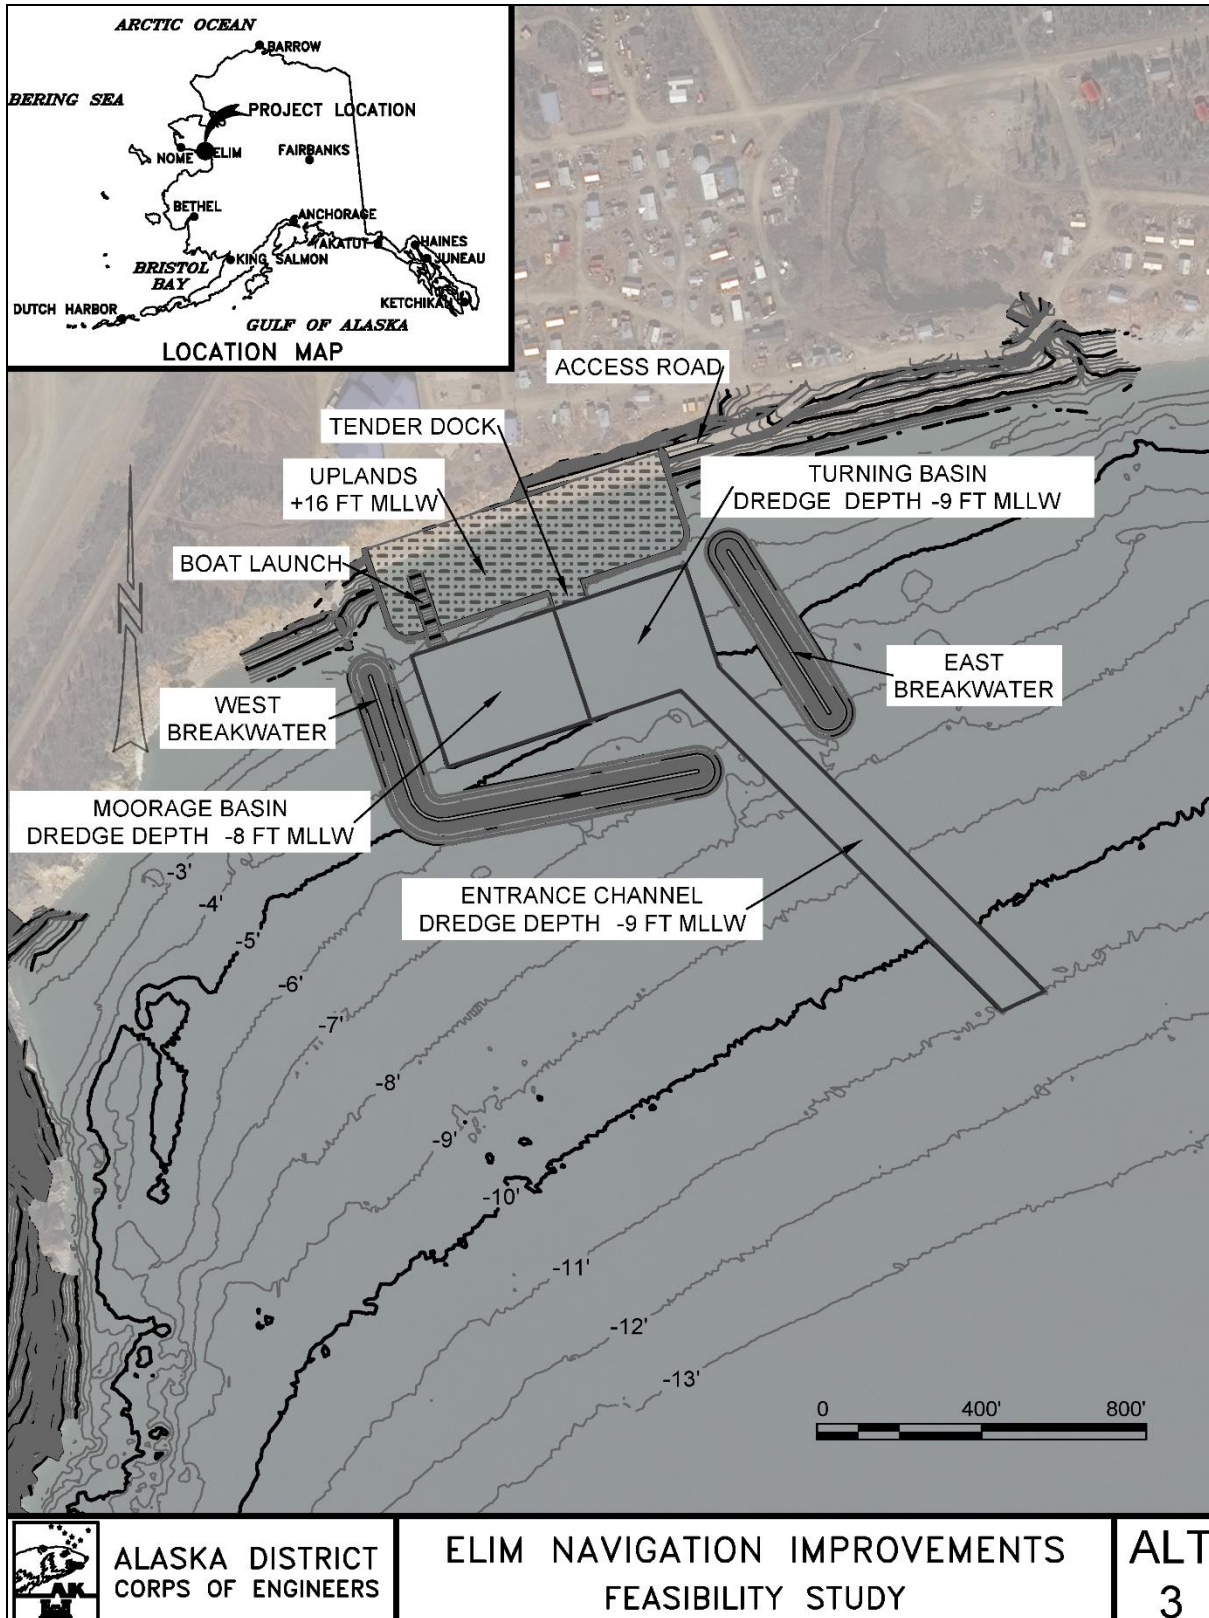 ARCTIC OCEAN
BARROW
BERING SEA
PROJECT LOCATION
NOME
ELIM
FAIRBANKS
BETHEL
ANCHORAGE
YAKATUT
HAINES
JUNEAU
KING SALMON
BRISTOL
BAY
KETCHIKAN
DUTCH HARBOR
GULF OF ALASKA
LOCATION MAP
ACCESS ROAD
TENDER DOCK
UPLANDS
+16 FT MLLW
TURNING BASIN
DREDGE DEPTH -9 FT MLLW
BOAT LAUNCH
N
EAST
BREAKWATER
WEST
BREAKWATER
MOORAGE BASIN
DREDGE DEPTH -8 FT MLLW
ENTRANCE CHANNEL
DREDGE DEPTH -9 FT MLLW
-3'
-4'
-5'
-6'
-7'
-8'
-9'
-10'
-11'
-12'
-13'
0 400' 800'
AK
ALASKA DISTRICT
CORPS OF ENGINEERS
ELIM NAVIGATION IMPROVEMENTS
FEASIBILITY STUDY
ALT
3